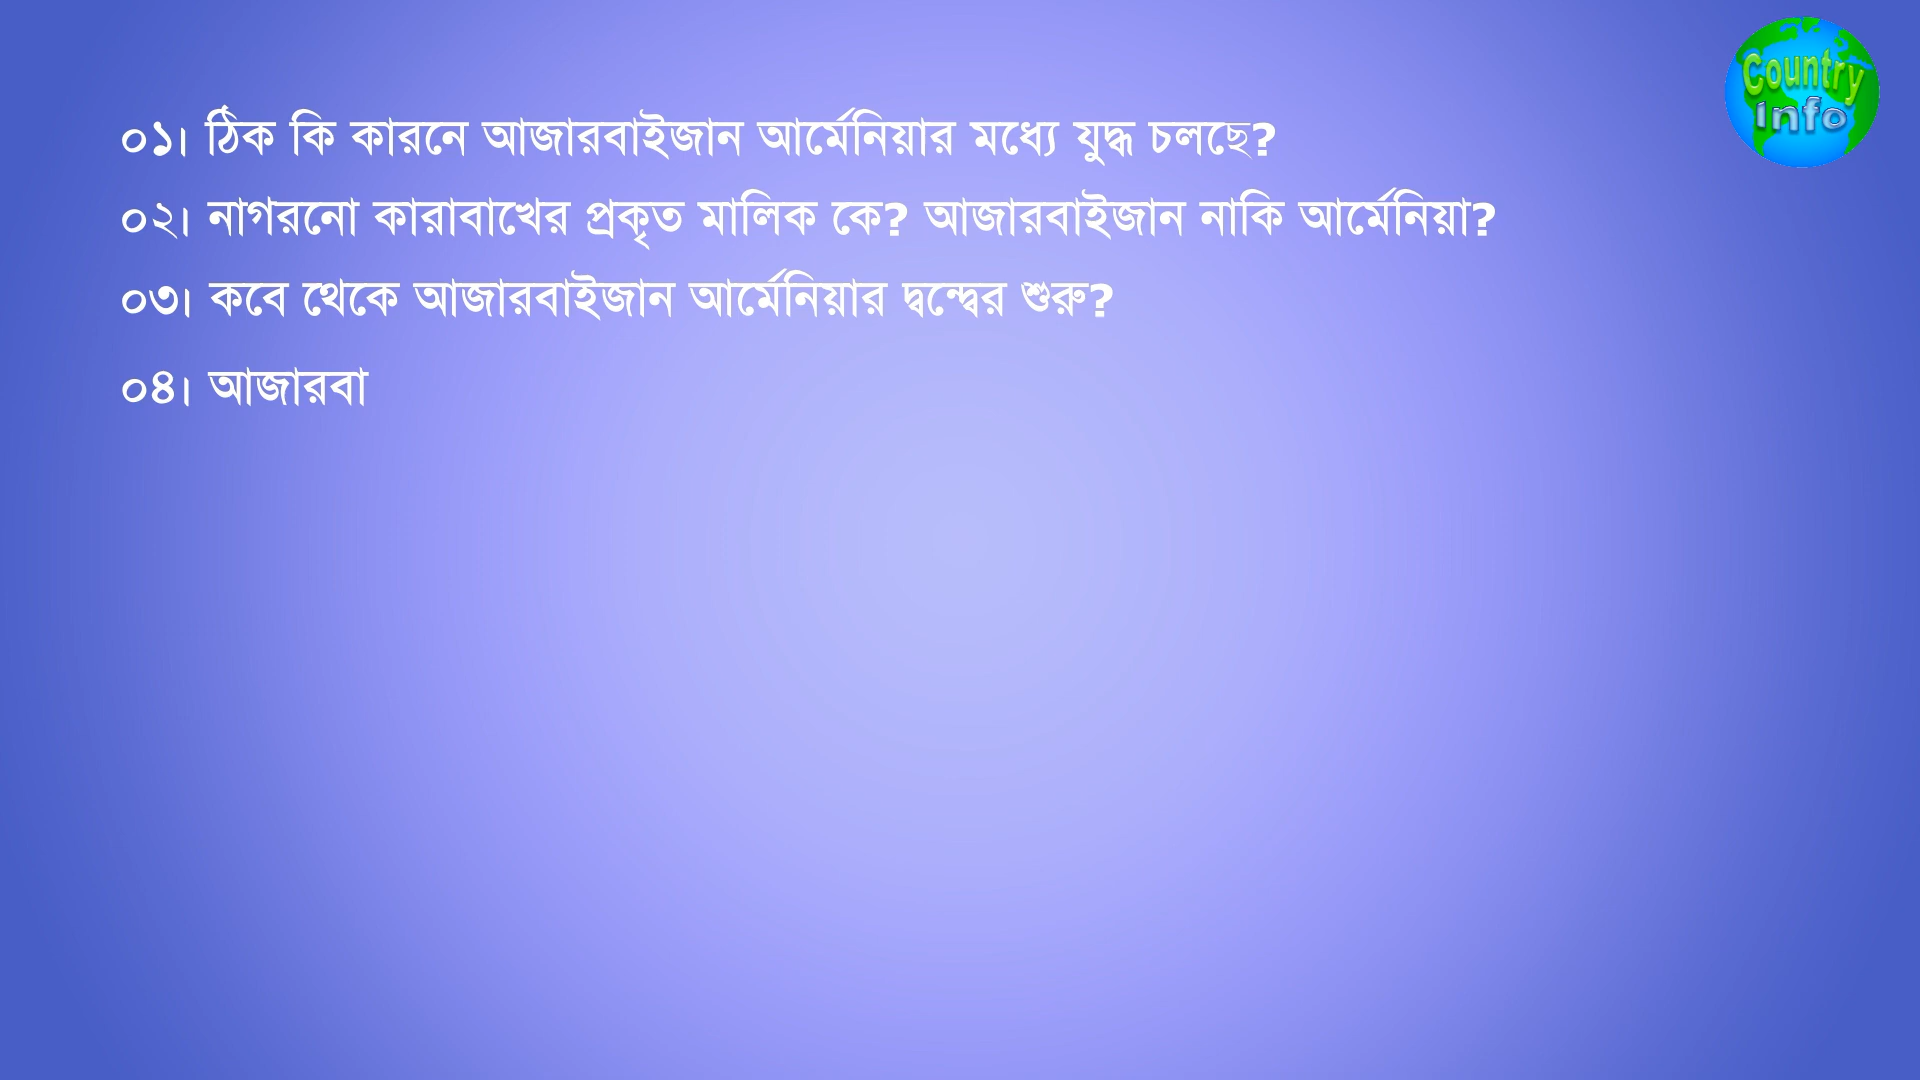 Country
info
০১। ঠিক কি কারনে আজারবাইজান আর্মেনিয়ার মধ্যে যুদ্ধ চলছে?
০২। নাগরনো কারাবাখের প্রকৃত মালিক কে? আজারবাইজান নাকি আর্মেনিয়া?
০৩। কবে থেকে আজারবাইজান আর্মেনিয়ার দ্বন্দ্বের শুরু?
০৪। আজারবা